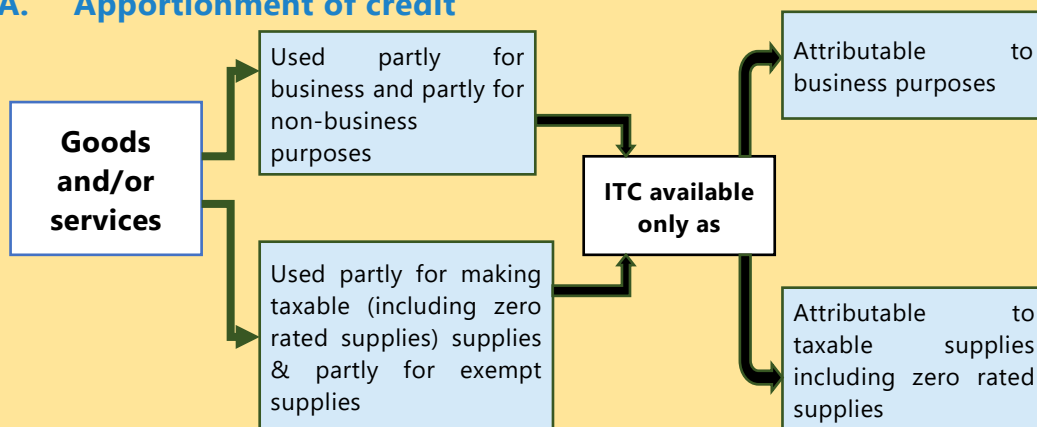 A. Apportionment of credit
Goods
and/or
services
Used partly for
business and partly for
non-business
purposes
Used partly for making
taxable (including zero
rated supplies) supplies
& partly for exempt
supplies
ITC available
only as
Attributable to
business purposes
Attributable to
taxable supplies
including zero rated
supplies